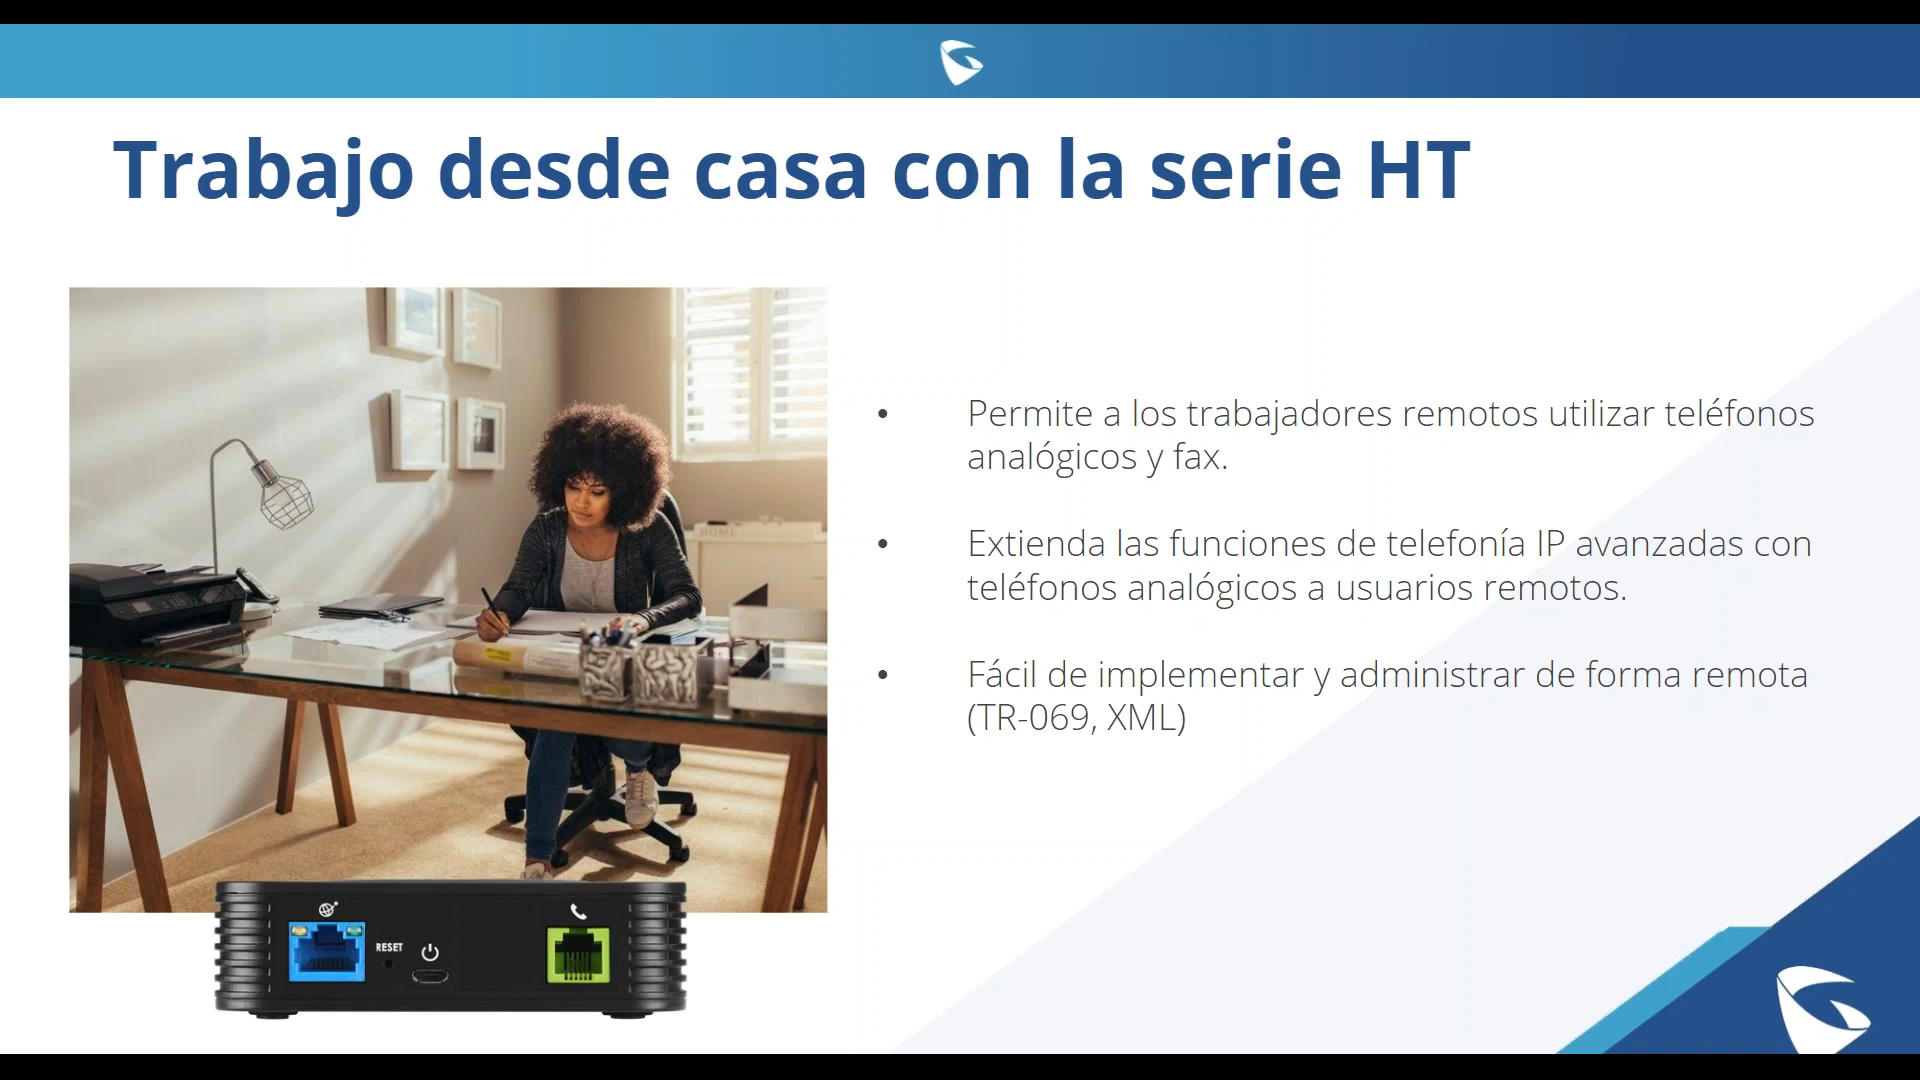 Trabajo desde casa con la serie HT
• Permite a los trabajadores remotos utilizar teléfonos
analógicos y fax.
• Extienda las funciones de telefonía IP avanzadas con
teléfonos analógicos a usuarios remotos.
• Fácil de implementar y administrar de forma remota
(TR-069, XML)
HOME
RESET